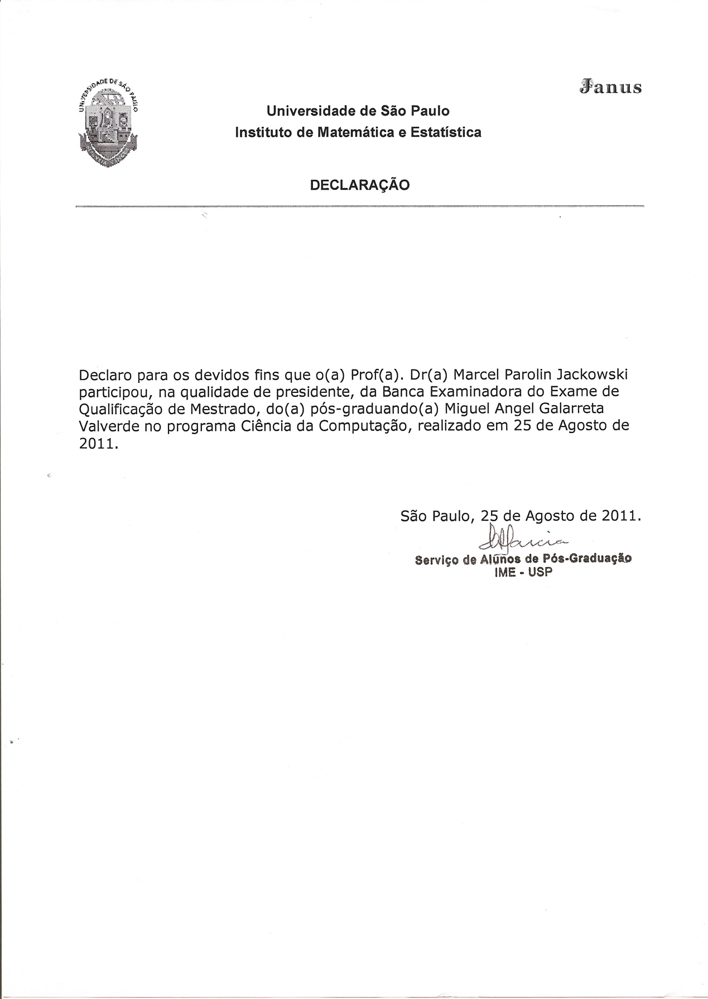 UNIVERSIDADE DE SÃO PAULO
Janus
Universidade de São Paulo
Instituto de Matemática e Estatística
DECLARAÇÃO
Declaro para os devidos fins que o(a) Prof(a). Dr(a) Marcel Parolin Jackowski
participou, na qualidade de presidente, da Banca Examinadora do Exame de
Qualificação de Mestrado, do(a) pós-graduando(a) Miguel Angel Galarreta
Valverde no programa Ciência da Computação, realizado em 25 de Agosto de
2011.
São Paulo, 25 de Agosto de 2011.
Serviço de Alunos de Pós-Graduação
IME - USP